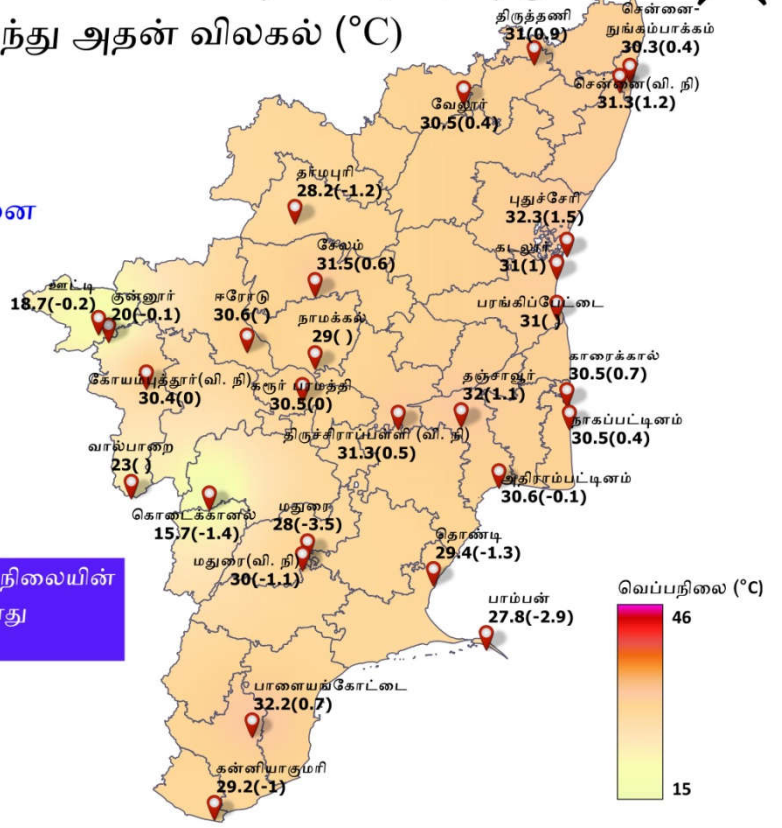 ந்து அதன் விலகல் (°C)
திருத்தணி
31(0.9)
சென்னை-
நுங்கம்பாக்கம்
30.3(0.4)
சென்னை(வி. நி)
31.3(1.2)
வேலூர்
30.5(0.4)
தர்மபுரி
28.2(-1.2)
னை
புதுச்சேரி
32.3(1.5)
சேலம்
31.5(0.6)
கடலூர்
31(1)
ஊட்டி
18.7(-0.2)
குன்னூர்
20(-0.1)
ஈரோடு
30.6( )
நாமக்கல்
29( )
பரங்கிப்பேட்டை
31( )
கோயம்புத்தூர்(வி. நி)
30.4(0)
கரூர் பரமத்தி
30.5(0)
தஞ்சாவூர்
32(1.1)
காரைக்கால்
30.5(0.7)
திருச்சிராப்பள்ளி (வி. நி)
31.3(0.5)
நாகப்பட்டினம்
30.5(0.4)
வால்பாறை
23( )
அதிராம்பட்டினம்
30.6(-0.1)
கொடைக்கானல்
15.7(-1.4)
மதுரை
28(-3.5)
மதுரை(வி. நி)
30(-1.1)
தொண்டி
29.4(-1.3)
நிலையின்
து
பாம்பன்
27.8(-2.9)
வெப்பநிலை (°C)
46
15
பாளையங்கோட்டை
32.2(0.7)
கன்னியாகுமரி
29.2(-1)